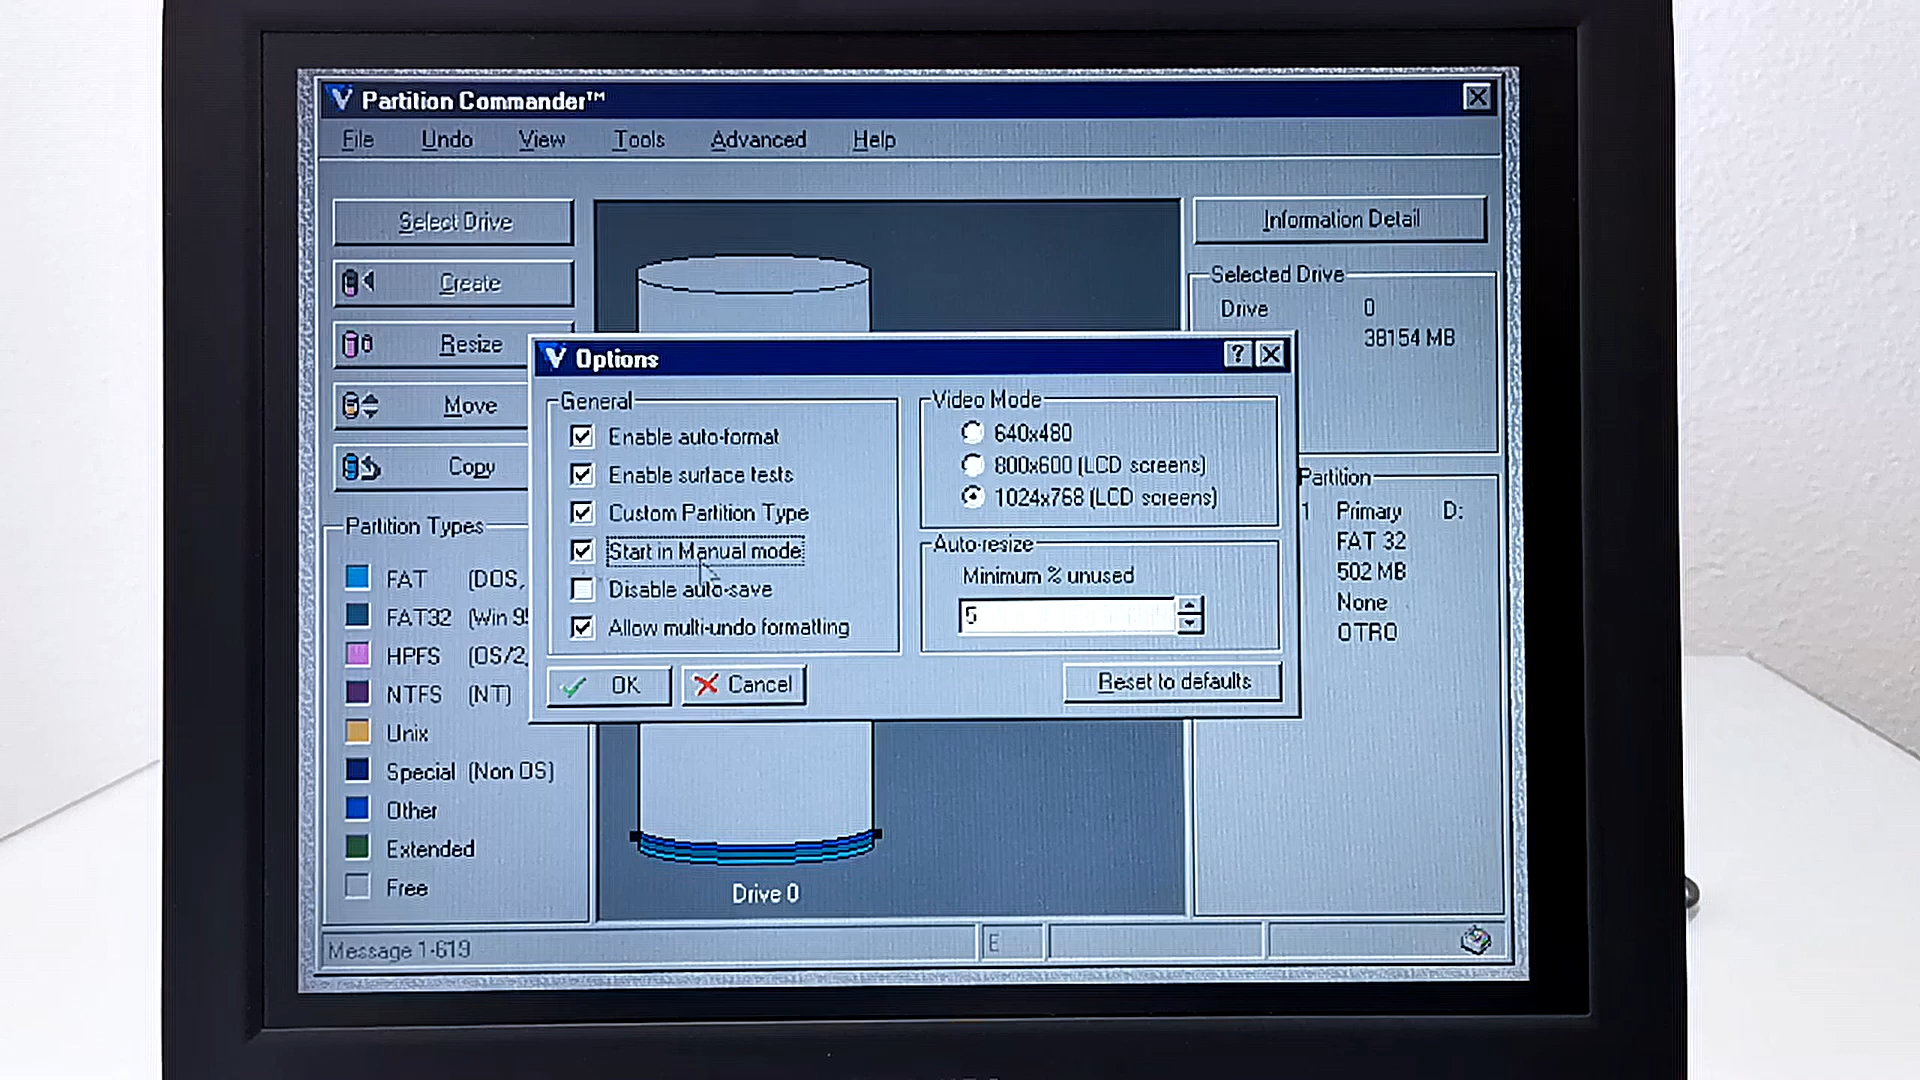 Partition Commander™
File Undo View Tools Advanced Help
Select Drive
Create
Resize
Move
Copy
Partition Types
FAT (DOS,
FAT32 (Win 95
HPFS (OS/2,
NTFS (NT)
Unix
Special (Non OS)
Other
Extended
Free
Drive 0
Options
General
Enable auto-format
Enable surface tests
Custom Partition Type
Start in Manual mode
Disable auto-save
Allow multi-undo formatting
OK
Cancel
Video Mode
640x480
800x600 (LCD screens)
1024x768 (LCD screens)
Auto-resize
Minimum % unused
5
Reset to defaults
Information Detail
Selected Drive
Drive 0
38154 MB
Partition
1 Primary D:
FAT 32
502 MB
None
OTRO
Message 1-619
E